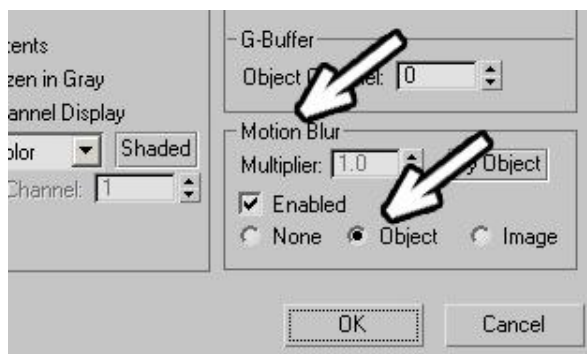 ents
zen in Gray
annel Display
olor
Shaded
Channel: 1
G-Buffer
Object el: 0
Motion Blur
Multiplier: 1.0
y Object
Enabled
None Object Image
OK Cancel